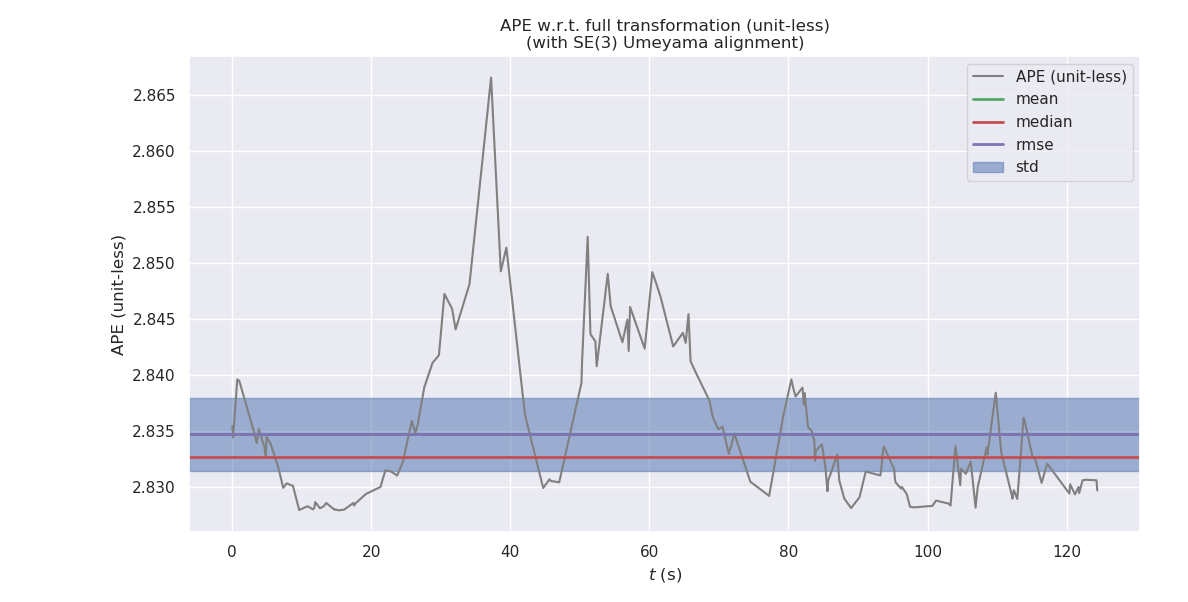 APE w.r.t. full transformation (unit-less)
(with SE(3) Umeyama alignment)
APE (unit-less)
mean
median
rmse
std
2.865
2.860
2.855
2.850
2.845
2.840
2.835
2.830
APE (unit-less)
0 20 40 60 80 100 120
t (s)